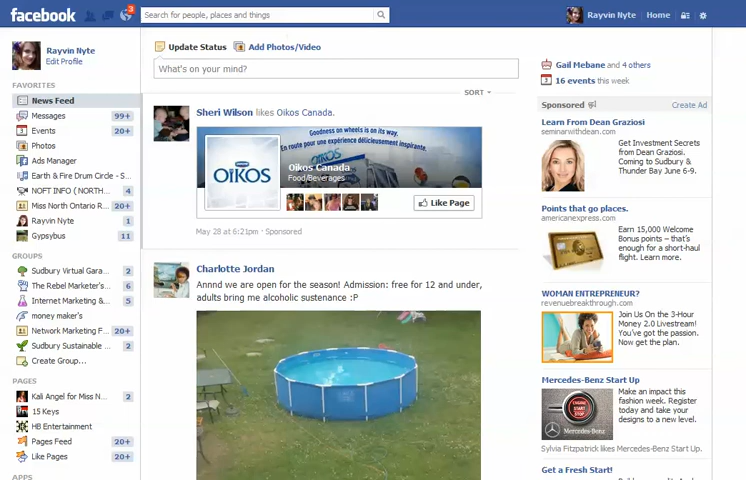 facebook
3
Search for people, places and things
Rayvin Nyte
Home
Rayvin Nyte
Edit Profile
FAVORITES
News Feed
Messages 99+
Events 20+
Photos
Ads Manager
Earth & Fire Drum Circle - S...
NOFT INFO ( NORTH... 4
Miss North Ontario R... 20+
Rayvin Nyte 1
Gypsybus 11
GROUPS
Sudbury Virtual Gara... 2
The Rebel Marketer's... 6
Internet Marketing &... 5
money maker's
Network Marketing F... 20+
Sudbury Sustainable ... 2
Create Group...
PAGES
Kali Angel for Miss N... 2
15 Keys
HB Entertainment
Pages Feed 20+
Like Pages 20+
APPS
Update Status
Add Photos/Video
What's on your mind?
SORT
Sheri Wilson likes Oikos Canada.
Goodness on wheels is on its way.
En route pour une expérience délicieusement inspirante.
OIKOS
Oikos Canada
Food/Beverages
Like Page
May 28 at 6:21pm · Sponsored
Charlotte Jordan
Annnd we are open for the season! Admission: free for 12 and under,
adults bring me alcoholic sustenance :P
Gail Mebane and 4 others
16 events this week
Sponsored
Create Ad
Learn From Dean Graziosi
seminarwithdean.com
Get Investment Secrets
from Dean Graziosi.
Coming to Sudbury &
Thunder Bay June 6-9.
Points that go places.
americanexpress.com
Earn 15,000 Welcome
Bonus points – that's
enough for a short-haul
flight. Learn more.
WOMAN ENTREPRENEUR?
revenuebreakthrough.com
Join Us On the 3-Hour
Money 2.0 Livestream!
You've got the passion.
Now get the plan.
Mercedes-Benz Start Up
ENGINE
START
STOP
Mercedes-Benz
Make an impact this
fashion week. Register
today and take your
designs to a new level.
Sylvia Fitzpatrick likes Mercedes-Benz Start Up.
Get a Fresh Start!